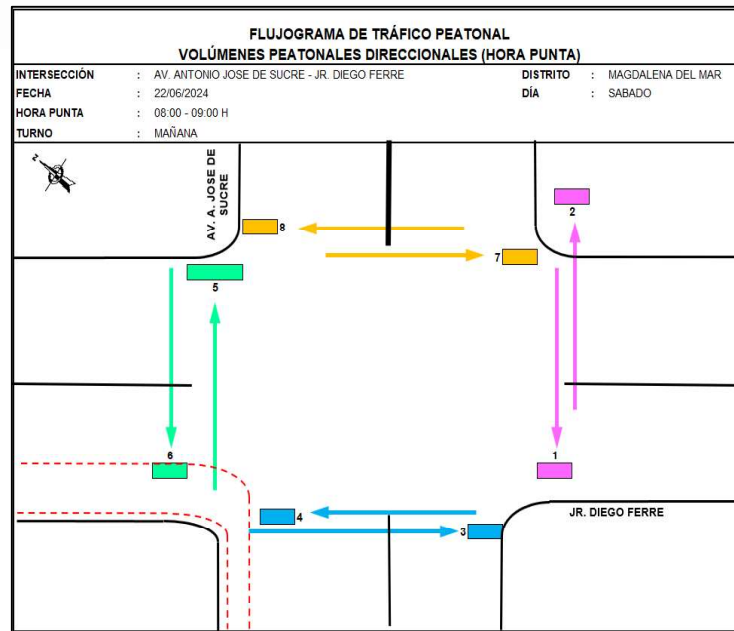 FLUJOGRAMA DE TRÁFICO PEATONAL
VOLÚMENES PEATONALES DIRECCIONALES (HORA PUNTA)
INTERSECCIÓN : AV. ANTONIO JOSE DE SUCRE - JR. DIEGO FERRE DISTRITO : MAGDALENA DEL MAR
FECHA : 22/06/2024 DÍA : SABADO
HORA PUNTA : 08:00 - 09:00 H
TURNO : MAÑANA
N
AV. A. JOSE DE
SUCRE
2
8
7
5
6
1
4
3
JR. DIEGO FERRE